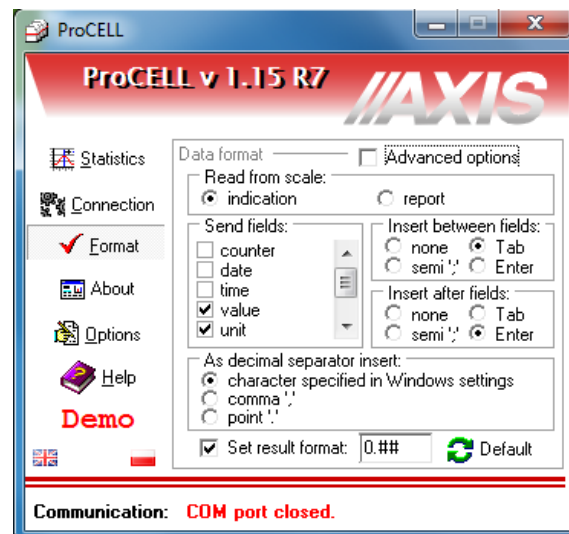 ProCELL
ProCELL v 1.15 R7
//AXIS
Statistics
Connection
Format
About
Options
Help
Demo
Data format
Advanced options
Read from scale:
indication
report
Send fields:
counter
date
time
value
unit
Insert between fields:
none
Tab
semi ';'
Enter
Insert after fields:
none
Tab
semi ';'
Enter
As decimal separator insert:
character specified in Windows settings
comma ','
point '.'
Set result format:
0.##
Default
Communication: COM port closed.